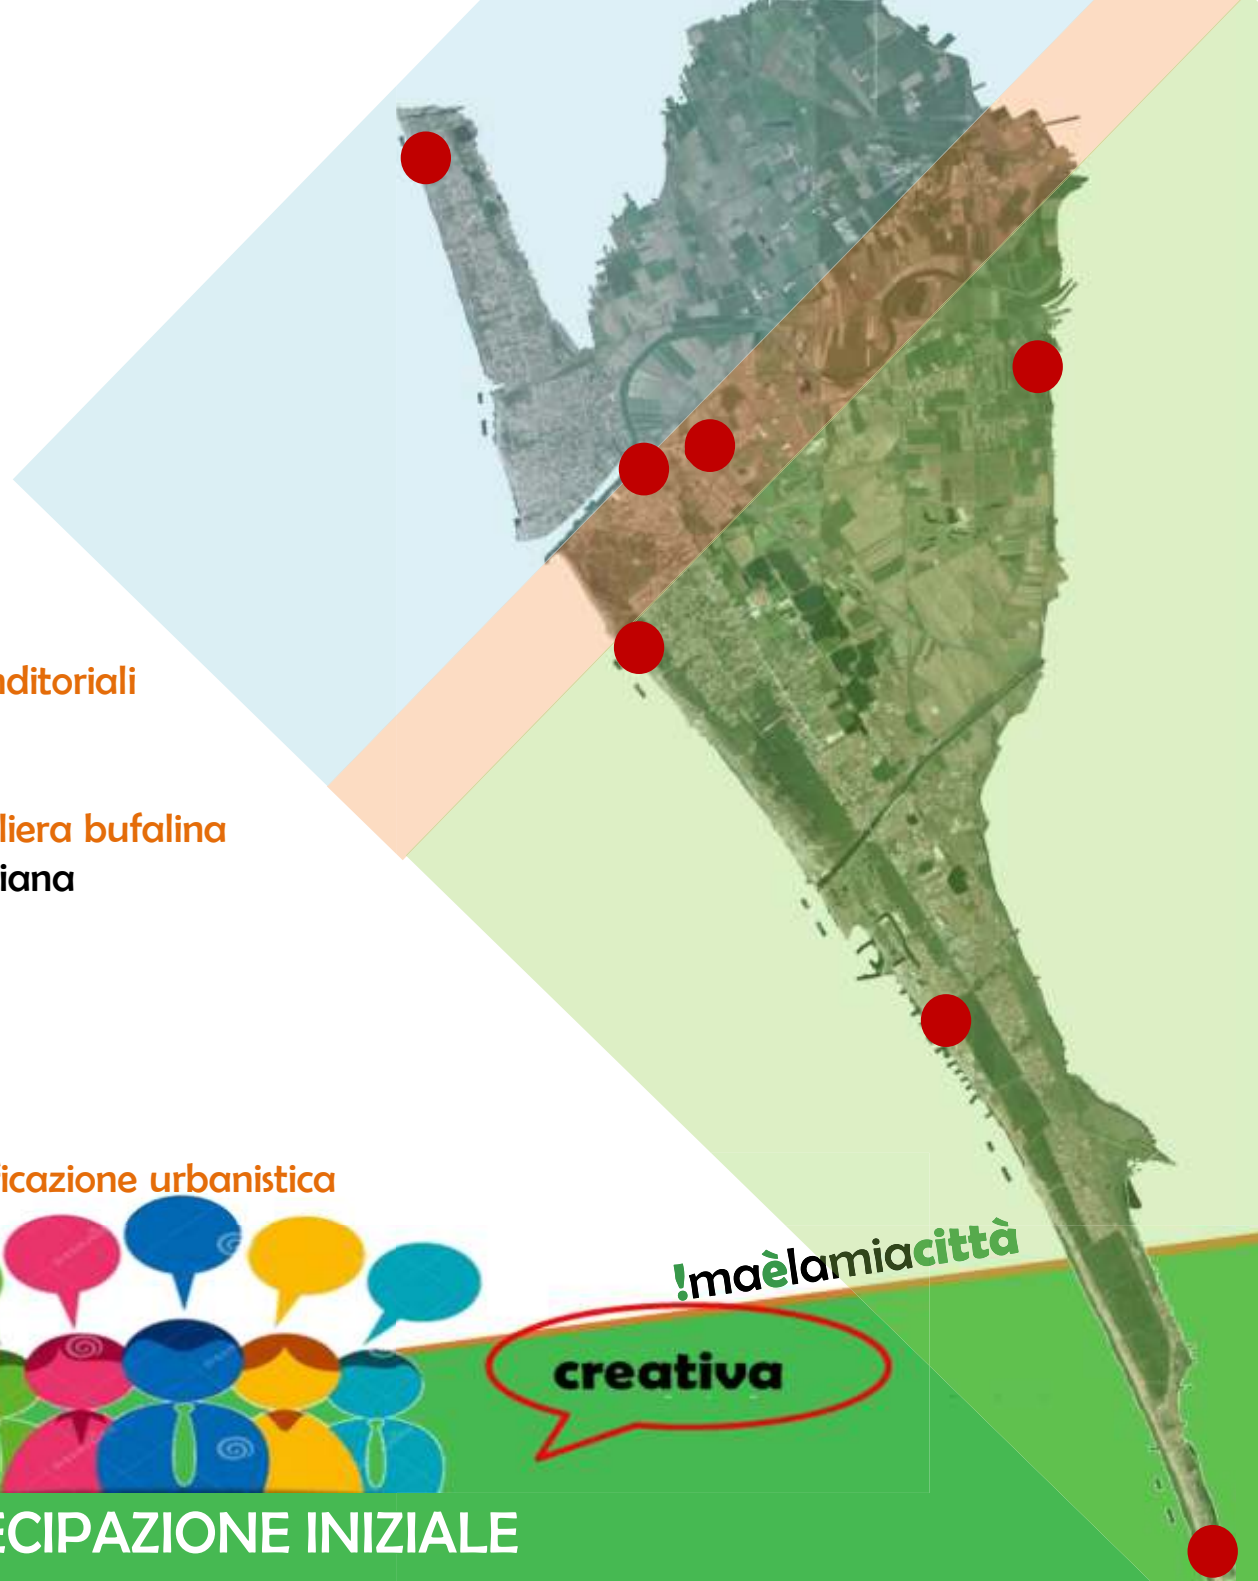 nditoriali
liera bufalina
iana
icazione urbanistica
!maèlamiacittà
creativa
ECIPAZIONE INIZIALE